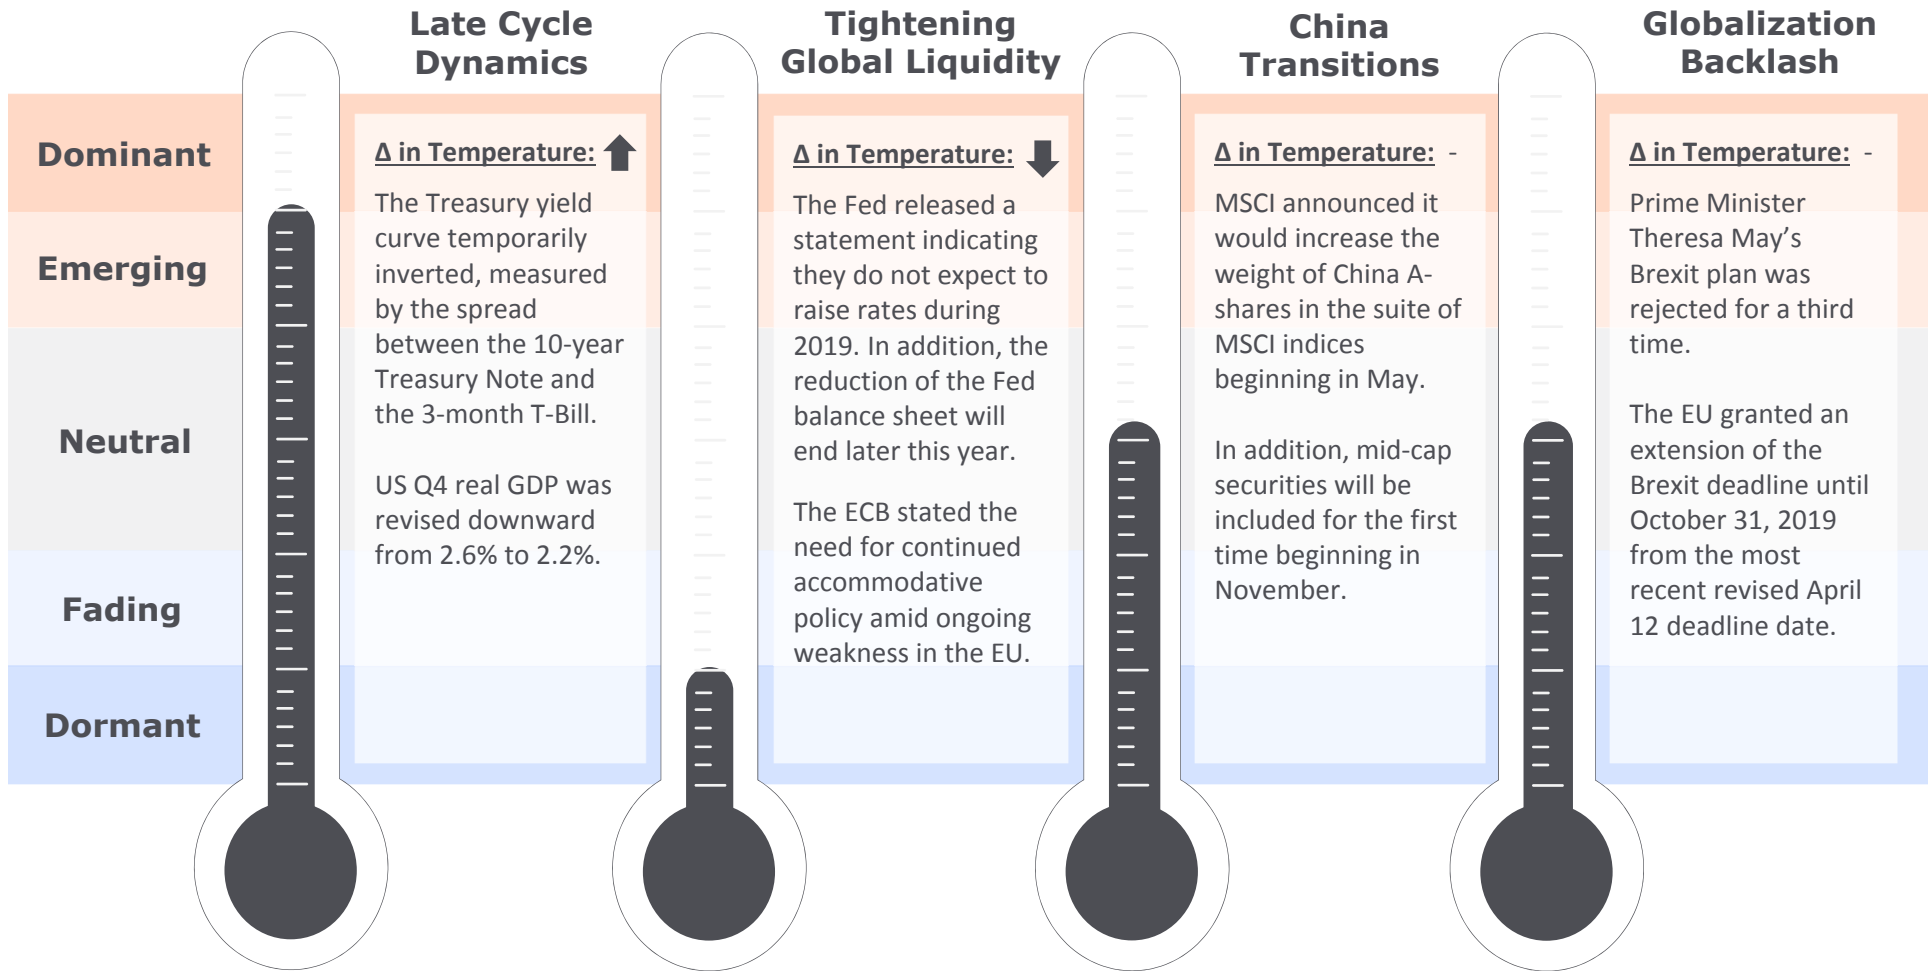 Late Cycle
Dynamics
Tightening
Global Liquidity
China
Transitions
Globalization
Backlash
Dominant
Emerging
Neutral
Fading
Dormant
Δ in Temperature:
The Treasury yield
curve temporarily
inverted, measured
by the spread
between the 10-year
Treasury Note and
the 3-month T-Bill.
US Q4 real GDP was
revised downward
from 2.6% to 2.2%.
Δ in Temperature:
The Fed released a
statement indicating
they do not expect to
raise rates during
2019. In addition, the
reduction of the Fed
balance sheet will
end later this year.
The ECB stated the
need for continued
accommodative
policy amid ongoing
weakness in the EU.
Δ in Temperature: -
MSCI announced it
would increase the
weight of China A-
shares in the suite of
MSCI indices
beginning in May.
In addition, mid-cap
securities will be
included for the first
time beginning in
November.
Δ in Temperature: -
Prime Minister
Theresa May’s
Brexit plan was
rejected for a third
time.
The EU granted an
extension of the
Brexit deadline until
October 31, 2019
from the most
recent revised April
12 deadline date.